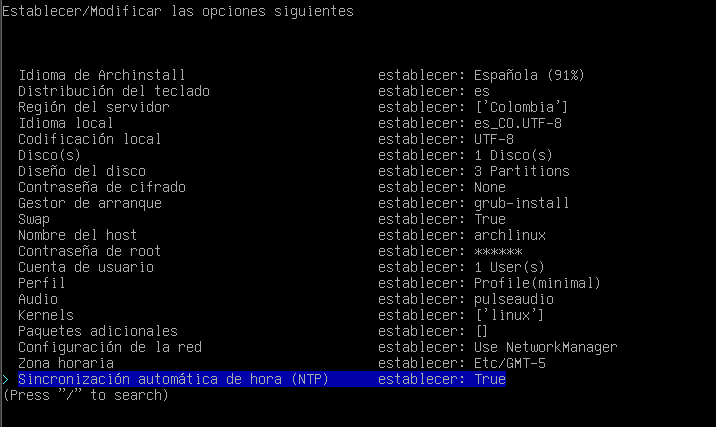 Establecer/Modificar las opciones siguientes
Idioma de Archinstall establecer: Española (91%)
Distribución del teclado establecer: es
Región del servidor establecer: ['Colombia']
Idioma local establecer: es_CO.UTF-8
Codificación local establecer: UTF-8
Disco(s) establecer: 1 Disco(s)
Diseño del disco establecer: 3 Partitions
Contraseña de cifrado establecer: None
Gestor de arranque establecer: grub-install
Swap establecer: True
Nombre del host establecer: archlinux
Contraseña de root establecer: ******
Cuenta de usuario establecer: 1 User(s)
Perfil establecer: Profile(minimal)
Audio establecer: pulseaudio
Kernels establecer: ['linux']
Paquetes adicionales establecer: []
Configuración de la red establecer: Use NetworkManager
Zona horaria establecer: Etc/GMT-5
> Sincronización automática de hora (NTP) establecer: True
(Press "/" to search)